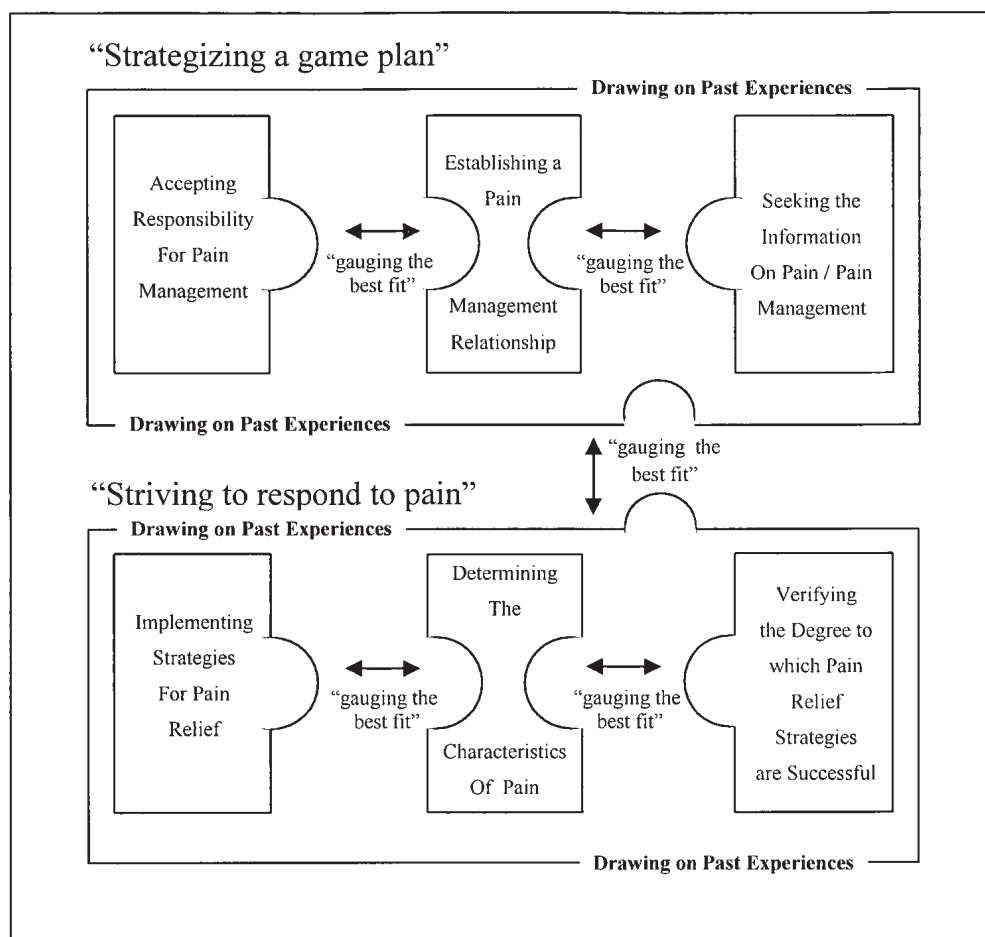 “Strategizing a game plan”
Drawing on Past Experiences
Accepting
Responsibility
For Pain
Management
“gauging the
best fit”
Establishing a
Pain
Management
Relationship
“gauging the
best fit”
Seeking the
Information
On Pain / Pain
Management
Drawing on Past Experiences
“gauging the
best fit”
“Striving to respond to pain”
Drawing on Past Experiences
Implementing
Strategies
For Pain
Relief
“gauging the
best fit”
Determining
The
Characteristics
Of Pain
“gauging the
best fit”
Verifying
the Degree to
which Pain
Relief
Strategies
are Successful
Drawing on Past Experiences